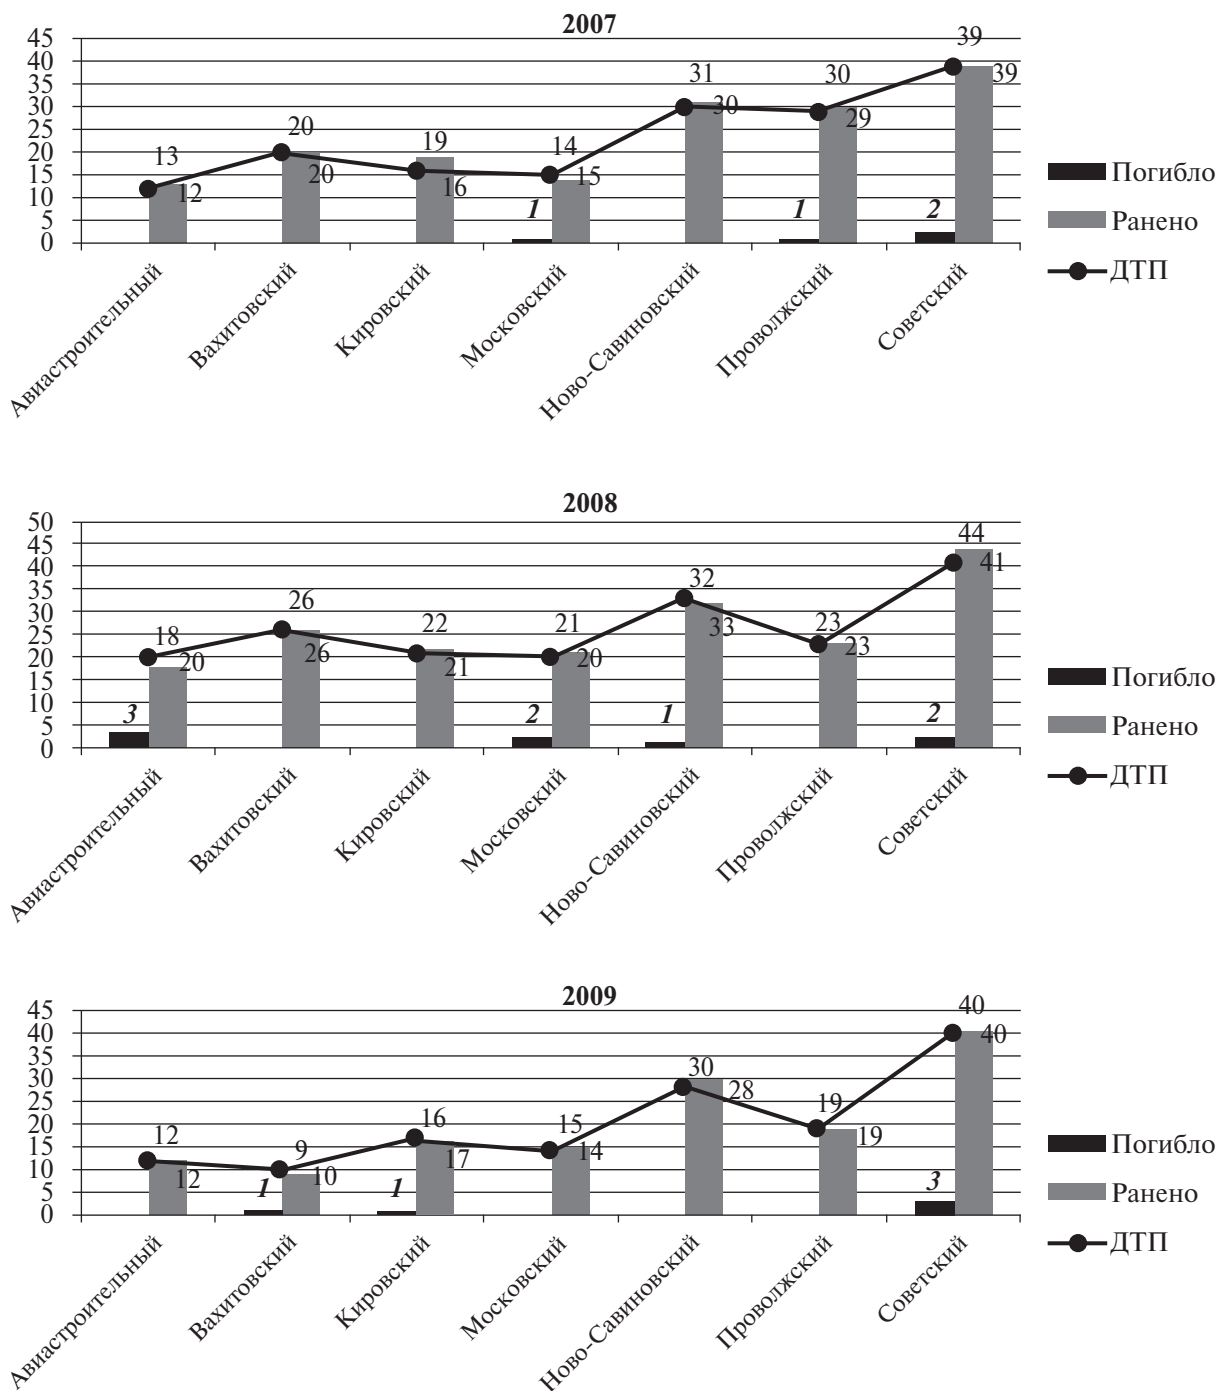 2007
45
40
35
30
25
20
15
10
5
0
13
12
20
20
19
16
14
15
1
31
30
30
29
1
39
39
2
Авиастроительный
Вахитовский
Кировский
Московский
Ново-Савиновский
Проволжский
Советский
Погибло
Ранено
ДТП
2008
50
45
40
35
30
25
20
15
10
5
0
18
20
3
26
26
22
21
21
20
2
32
33
1
23
23
44
41
2
Авиастроительный
Вахитовский
Кировский
Московский
Ново-Савиновский
Проволжский
Советский
Погибло
Ранено
ДТП
2009
45
40
35
30
25
20
15
10
5
0
12
12
9
10
1
16
17
1
15
14
30
28
19
19
40
40
3
Авиастроительный
Вахитовский
Кировский
Московский
Ново-Савиновский
Проволжский
Советский
Погибло
Ранено
ДТП